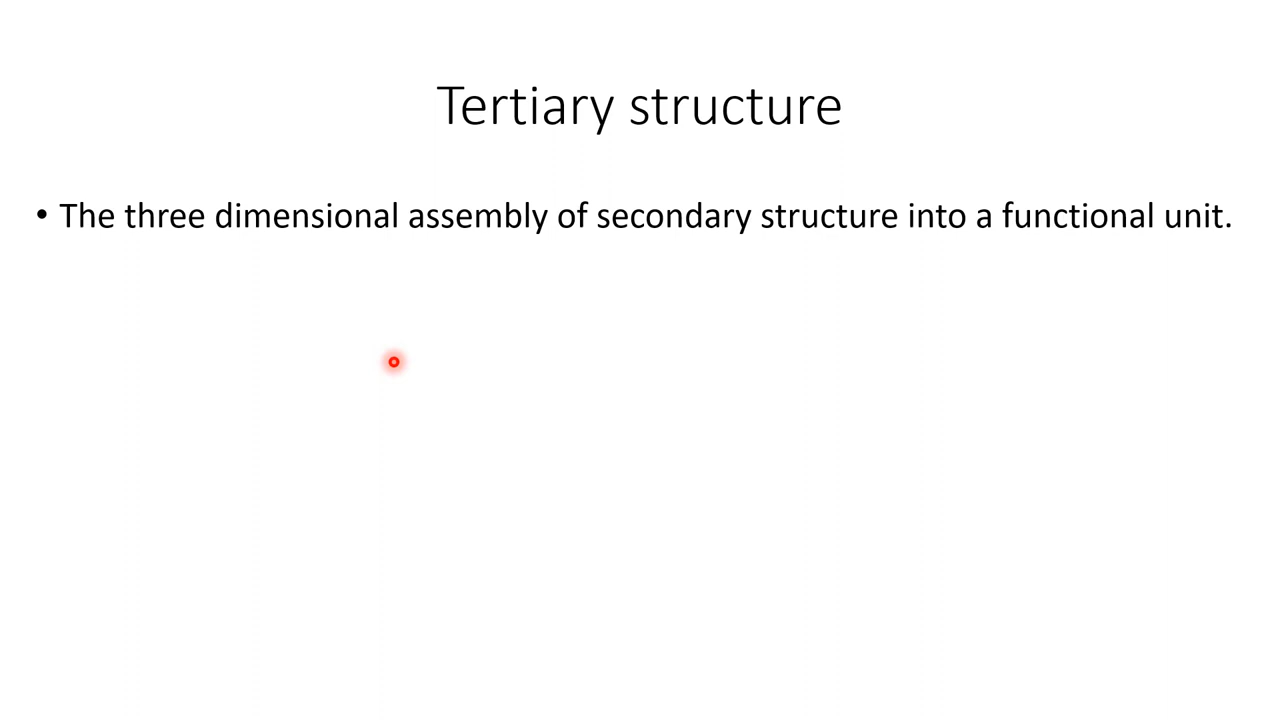 Tertiary structure
• The three dimensional assembly of secondary structure into a functional unit.